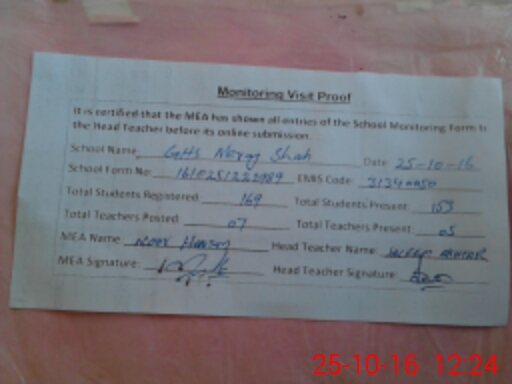 Monitoring Visit Proof
It is certified that the MEA has shown all entries of the School Monitoring Form to
the Head Teacher before its online submission.
School Name: GHS Shah Date: 25-10-16
School Form No: EMIS Code:
Total Students Registered: 169 Total Students Present: 153
Total Teachers Posted: 07 Total Teachers Present: 05
MEA Name: Head Teacher Name:
MEA Signature: Head Teacher Signature:
25-10-16 12:24